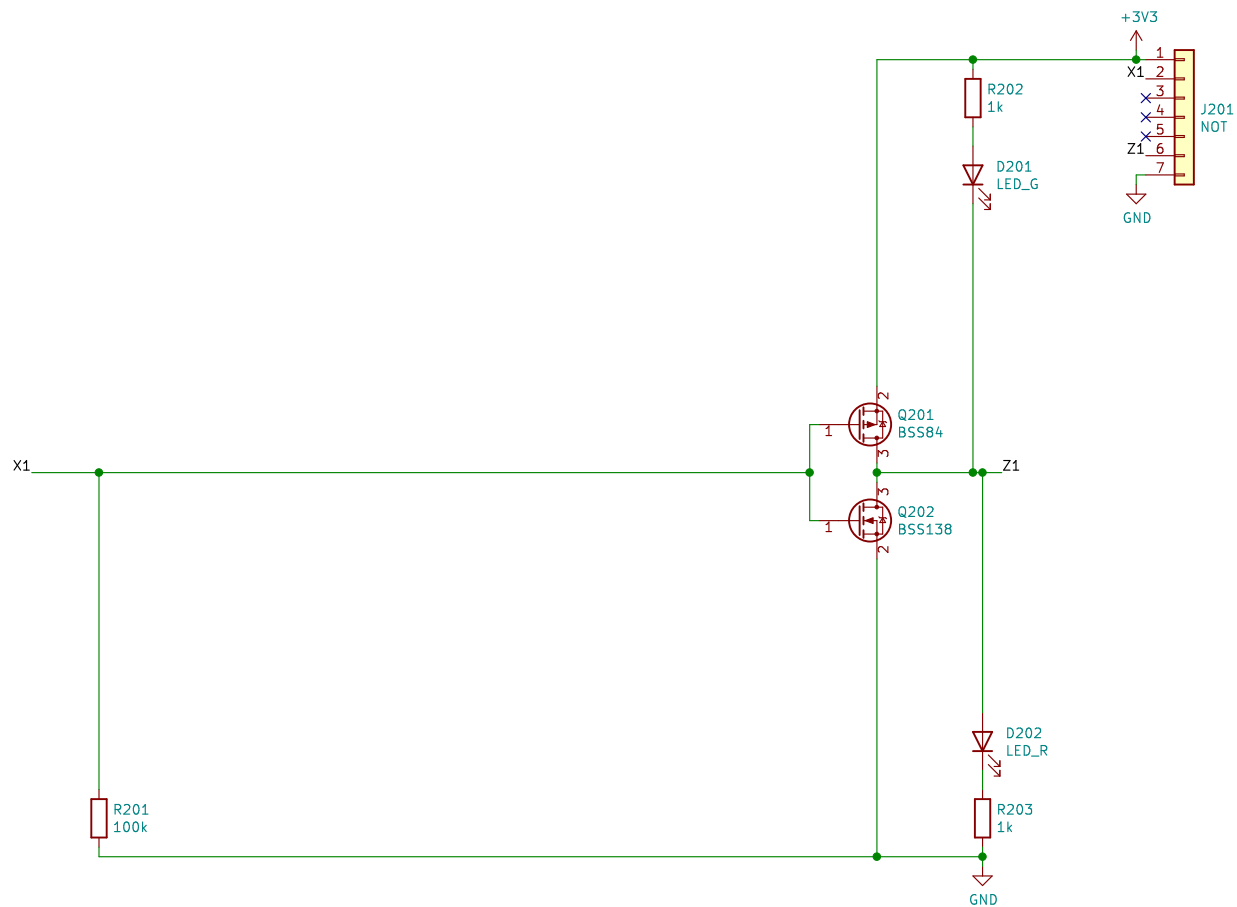 +3V3
1
X1 2
3
4
5
Z1 6
7
J201
NOT
GND
R202
1k
D201
LED_G
2
Q201
BSS84
1
3
X1
Z1
3
Q202
BSS138
1
2
D202
LED_R
R201
100k
R203
1k
GND